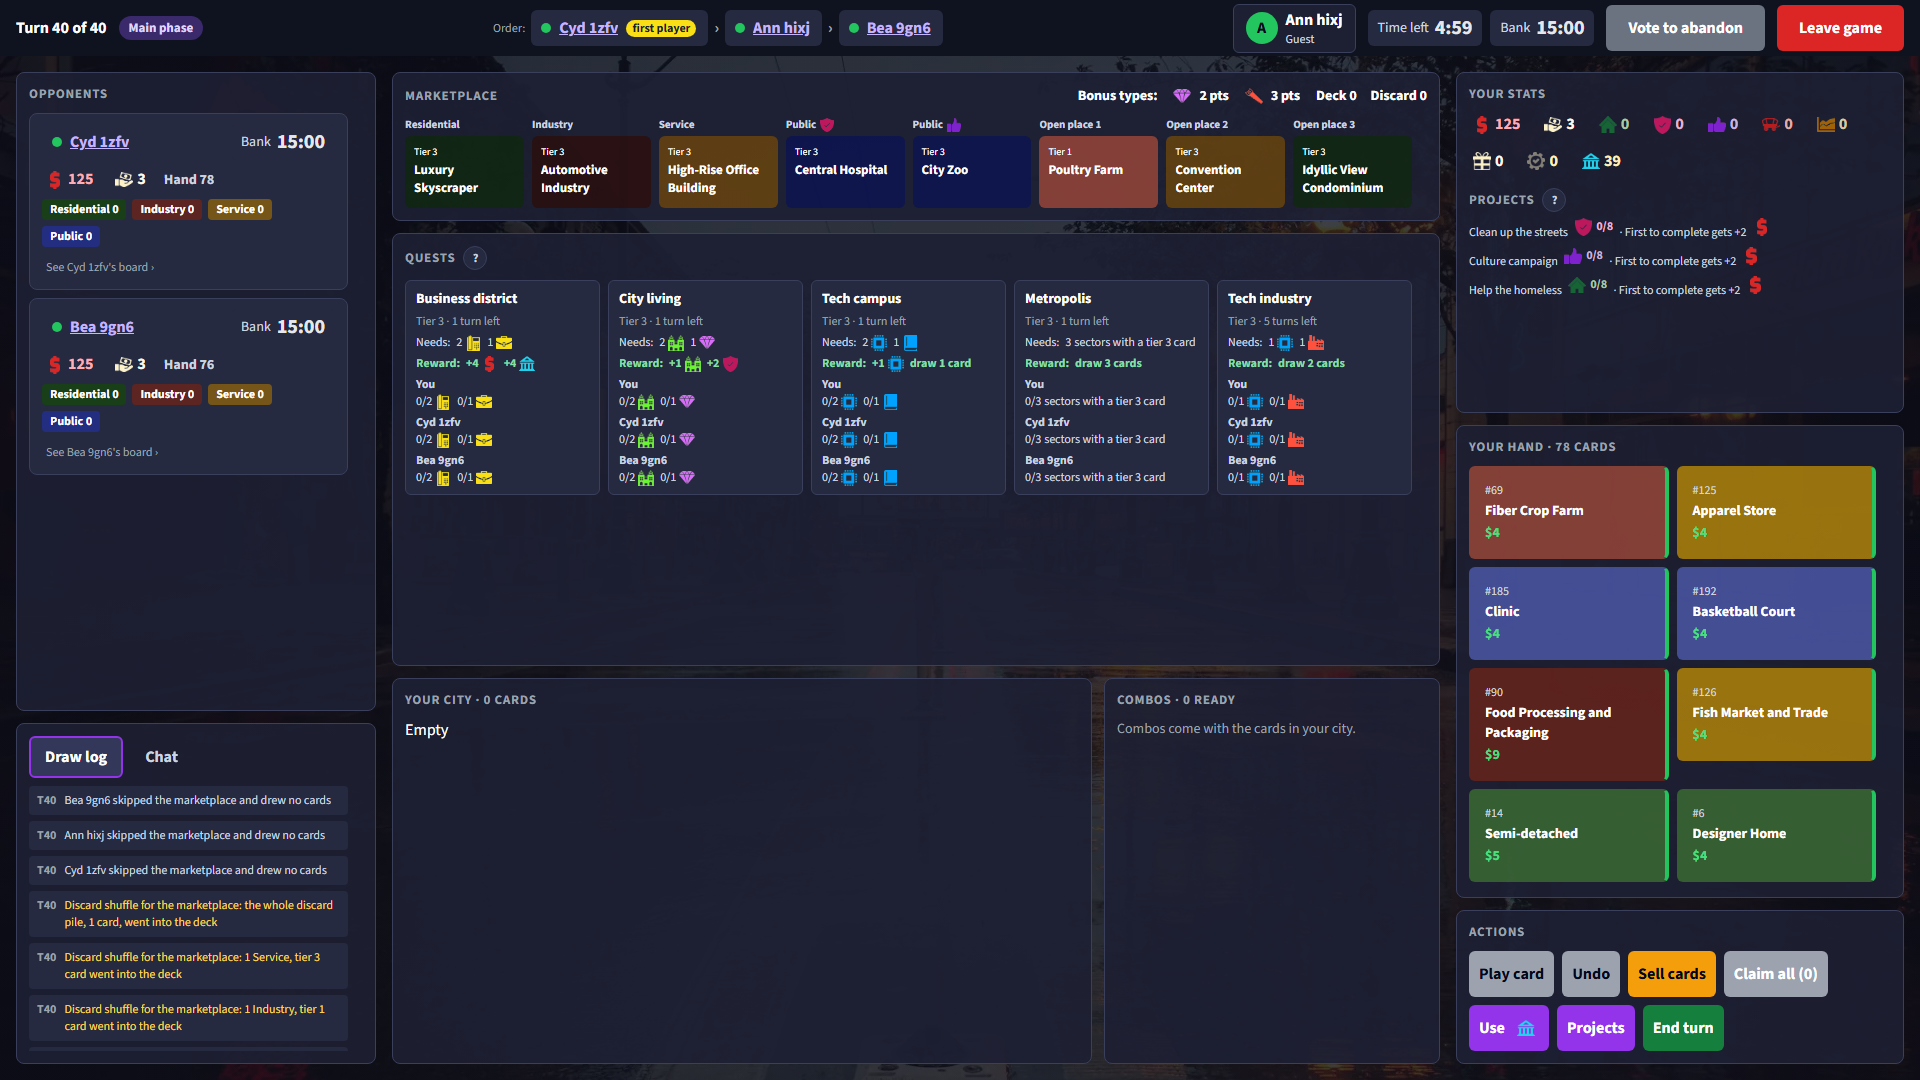 Turn 40 of 40
Main phase
Order:
Cyd 1zfv first player › Ann hixj › Bea 9gn6
A
Ann hixj
Guest
Time left 4:59
Bank 15:00
Vote to abandon
Leave game
OPPONENTS
Cyd 1zfv
Bank 15:00
125 3 Hand 78
Residential 0 Industry 0 Service 0
Public 0
See Cyd 1zfv's board ›
Bea 9gn6
Bank 15:00
125 3 Hand 76
Residential 0 Industry 0 Service 0
Public 0
See Bea 9gn6's board ›
Draw log
Chat
T40 Bea 9gn6 skipped the marketplace and drew no cards
T40 Ann hixj skipped the marketplace and drew no cards
T40 Cyd 1zfv skipped the marketplace and drew no cards
T40 Discard shuffle for the marketplace: the whole discard
pile, 1 card, went into the deck
T40 Discard shuffle for the marketplace: 1 Service, tier 3
card went into the deck
T40 Discard shuffle for the marketplace: 1 Industry, tier 1
card went into the deck
MARKETPLACE
Bonus types: 2 pts 3 pts Deck 0 Discard 0
Residential
Tier 3
Luxury
Skyscraper
Industry
Tier 3
Automotive
Industry
Service
Tier 3
High-Rise Office
Building
Public
Tier 3
Central Hospital
Public
Tier 3
City Zoo
Open place 1
Tier 1
Poultry Farm
Open place 2
Tier 3
Convention
Center
Open place 3
Tier 3
Idyllic View
Condominium
QUESTS ?
Business district
Tier 3 · 1 turn left
Needs: 2 1
Reward: +4 +4
You
0/2 0/1
Cyd 1zfv
0/2 0/1
Bea 9gn6
0/2 0/1
City living
Tier 3 · 1 turn left
Needs: 2 1
Reward: +1 +2
You
0/2 0/1
Cyd 1zfv
0/2 0/1
Bea 9gn6
0/2 0/1
Tech campus
Tier 3 · 1 turn left
Needs: 2 1
Reward: +1 draw 1 card
You
0/2 0/1
Cyd 1zfv
0/2 0/1
Bea 9gn6
0/2 0/1
Metropolis
Tier 3 · 1 turn left
Needs: 3 sectors with a tier 3 card
Reward: draw 3 cards
You
0/3 sectors with a tier 3 card
Cyd 1zfv
0/3 sectors with a tier 3 card
Bea 9gn6
0/3 sectors with a tier 3 card
Tech industry
Tier 3 · 5 turns left
Needs: 1 1
Reward: draw 2 cards
You
0/1 0/1
Cyd 1zfv
0/1 0/1
Bea 9gn6
0/1 0/1
YOUR CITY · 0 CARDS
Empty
COMBOS · 0 READY
Combos come with the cards in your city.
YOUR STATS
125 3 0 0 0 0 0
0 0 39
PROJECTS ?
Clean up the streets 0/8 · First to complete gets +2
Culture campaign 0/8 · First to complete gets +2
Help the homeless 0/8 · First to complete gets +2
YOUR HAND · 78 CARDS
#69
Fiber Crop Farm
$4
#125
Apparel Store
$4
#185
Clinic
$4
#192
Basketball Court
$4
#90
Food Processing and
Packaging
$9
#126
Fish Market and Trade
$4
#14
Semi-detached
$5
#6
Designer Home
$4
ACTIONS
Play card
Undo
Sell cards
Claim all (0)
Use
Projects
End turn